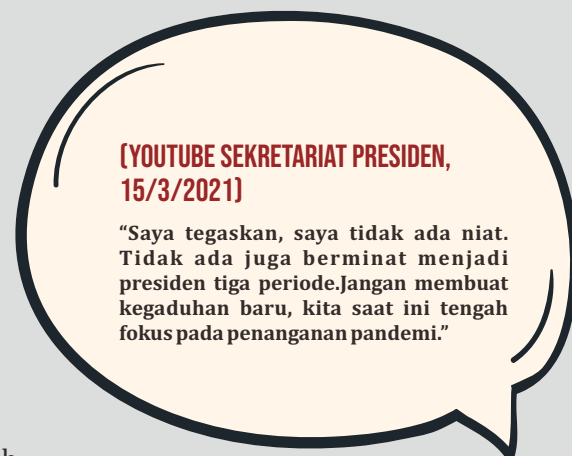 (YOUTUBE SEKRETARIAT PRESIDEN,
15/3/2021)
“Saya tegaskan, saya tidak ada niat.
Tidak ada juga berminat menjadi
presiden tiga periode.Jangan membuat
kegaduhan baru, kita saat ini tengah
fokus pada penanganan pandemi.”